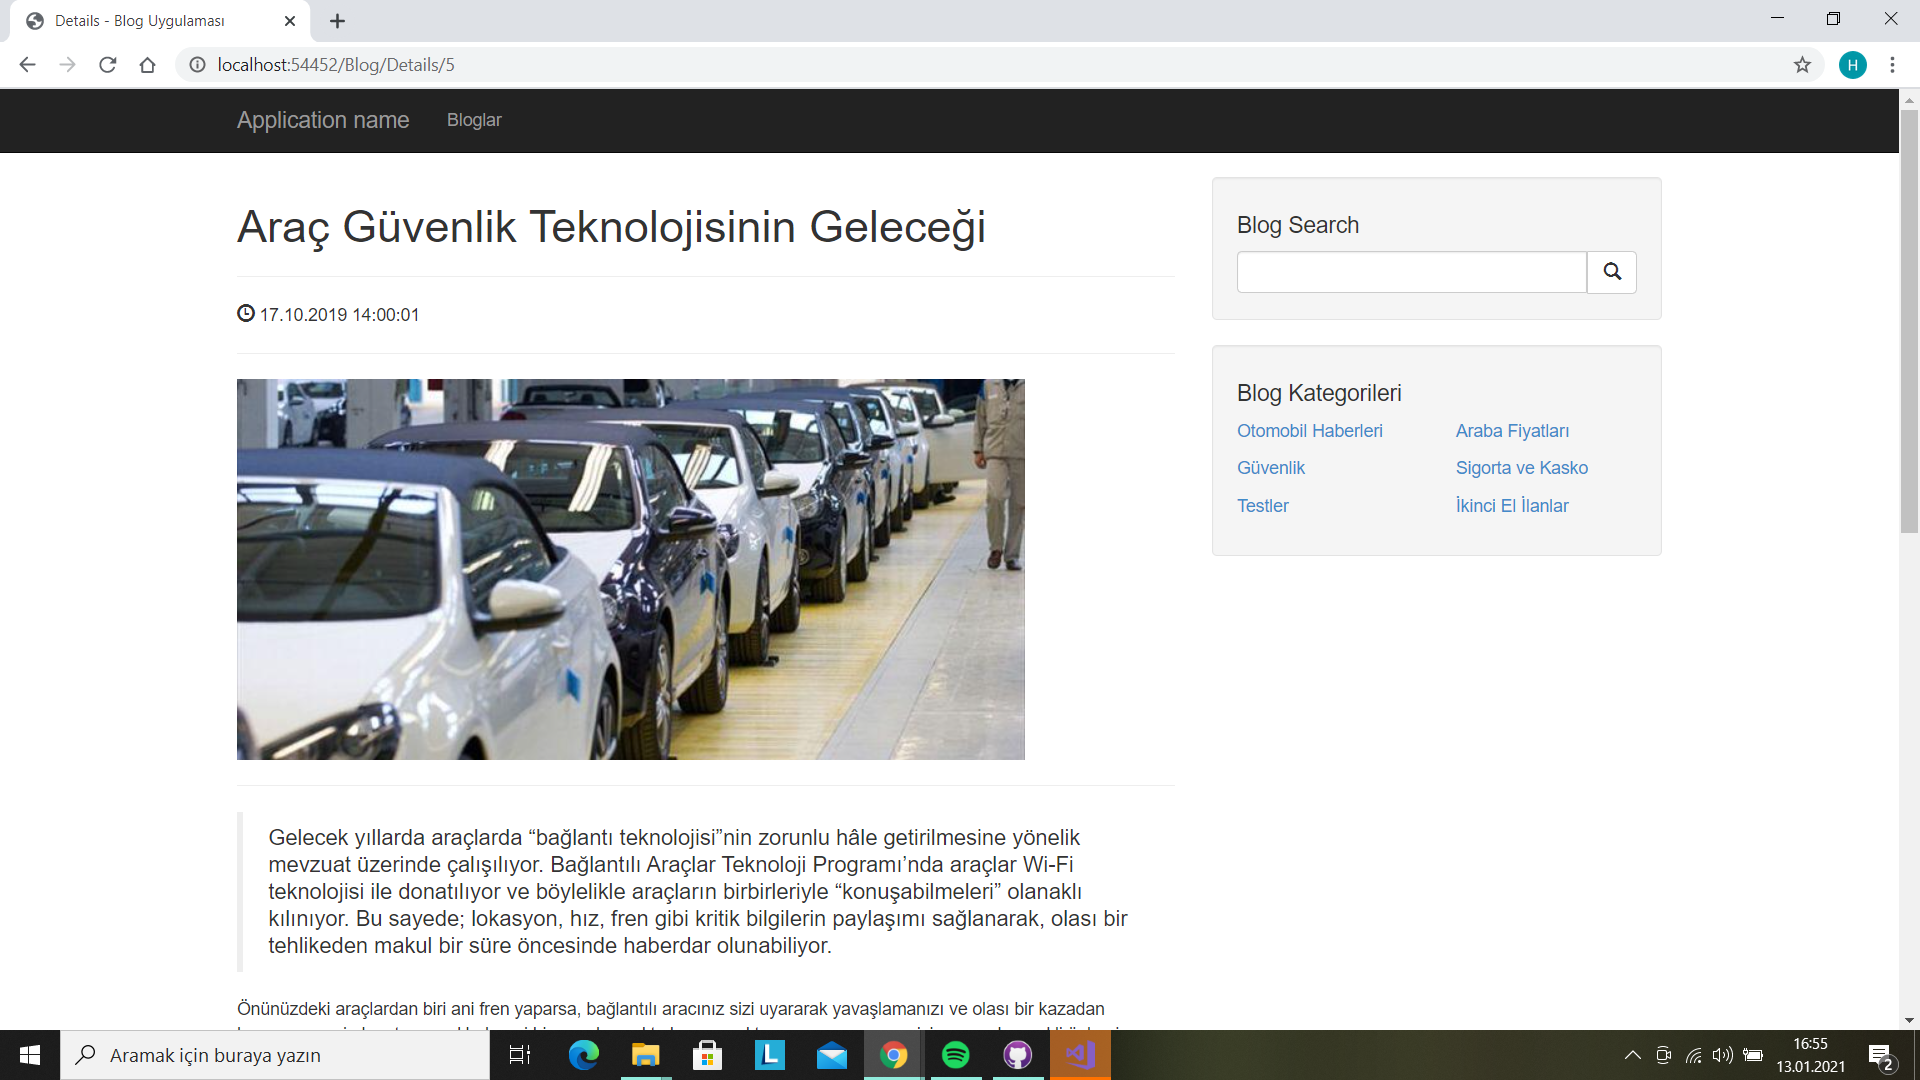 Details - Blog Uygulaması
localhost:54452/Blog/Details/5
H
Application name
Bloglar
Araç Güvenlik Teknolojisinin Geleceği
17.10.2019 14:00:01
Gelecek yıllarda araçlarda “bağlantı teknolojisi”nin zorunlu hâle getirilmesine yönelik
mevzuat üzerinde çalışılıyor. Bağlantılı Araçlar Teknoloji Programı’nda araçlar Wi-Fi
teknolojisi ile donatılıyor ve böylelikle araçların birbirleriyle “konuşabilmeleri” olanaklı
kılınıyor. Bu sayede; lokasyon, hız, fren gibi kritik bilgilerin paylaşımı sağlanarak, olası bir
tehlikeden makul bir süre öncesinde haberdar olunabiliyor.
Önünüzdeki araçlardan biri ani fren yaparsa, bağlantılı aracınız sizi uyararak yavaşlamanızı ve olası bir kazadan
Blog Search
Blog Kategorileri
Otomobil Haberleri
Araba Fiyatları
Güvenlik
Sigorta ve Kasko
Testler
İkinci El İlanlar
Aramak için buraya yazın
L
16:55
13.01.2021
2